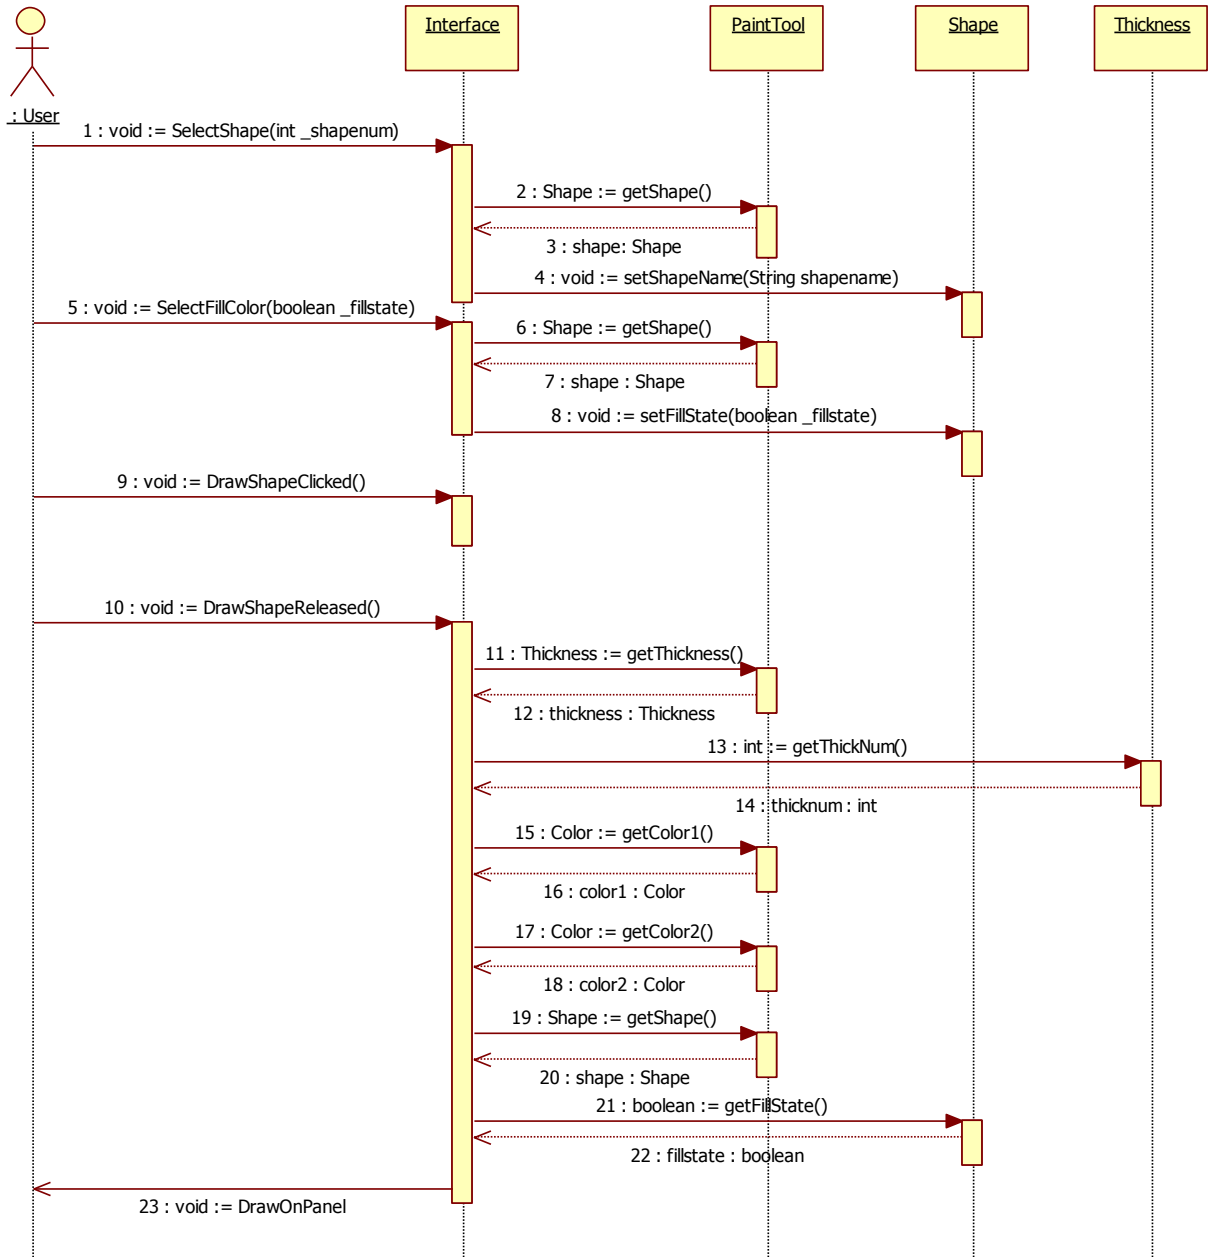 Interface
PaintTool
Shape
Thickness
: User
1 : void := SelectShape(int _shapenum)
2 : Shape := getShape()
3 : shape: Shape
4 : void := setShapeName(String shapename)
5 : void := SelectFillColor(boolean _fillstate)
6 : Shape := getShape()
7 : shape : Shape
8 : void := setFillState(boolean _fillstate)
9 : void := DrawShapeClicked()
10 : void := DrawShapeReleased()
11 : Thickness := getThickness()
12 : thickness : Thickness
13 : int := getThickNum()
14 : thicknum : int
15 : Color := getColor1()
16 : color1 : Color
17 : Color := getColor2()
18 : color2 : Color
19 : Shape := getShape()
20 : shape : Shape
21 : boolean := getFillState()
22 : fillstate : boolean
23 : void := DrawOnPanel